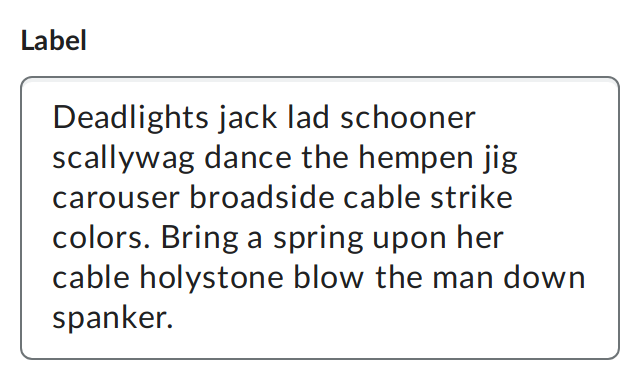 Label
Deadlights jack lad schooner
scallywag dance the hempen jig
carouser broadside cable strike
colors. Bring a spring upon her
cable holystone blow the man down
spanker.